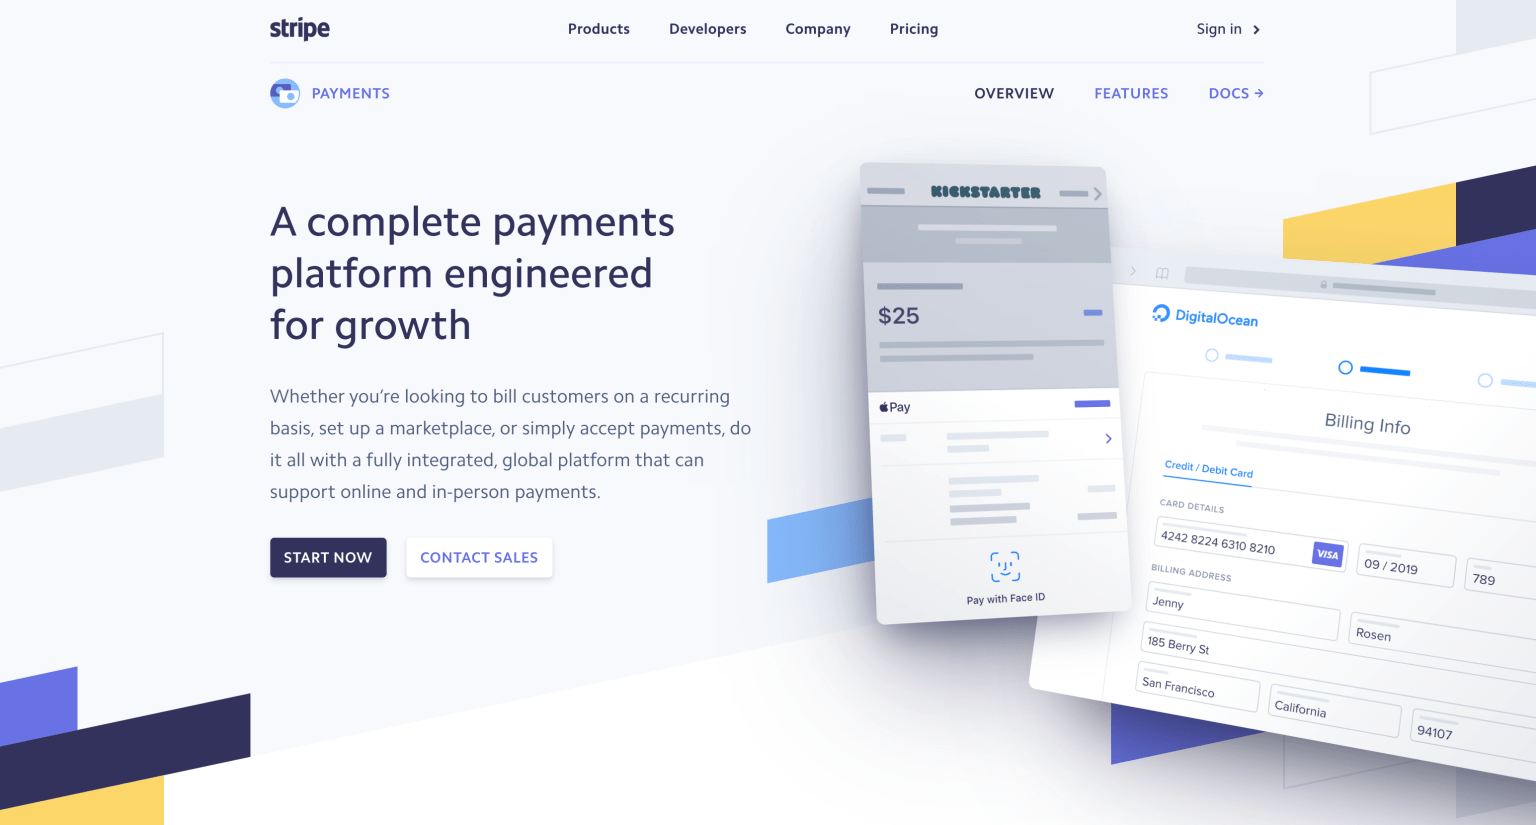 stripe
Products Developers Company Pricing
Sign in
PAYMENTS
OVERVIEW FEATURES DOCS →
A complete payments
platform engineered
for growth
Whether you’re looking to bill customers on a recurring
basis, set up a marketplace, or simply accept payments, do
it all with a fully integrated, global platform that can
support online and in-person payments.
START NOW CONTACT SALES
KICKSTARTER
$25
Pay
Pay with Face ID
DigitalOcean
Billing Info
Credit / Debit Card
CARD DETAILS
4242 8224 6310 8210 VISA 09 / 2019 789
BILLING ADDRESS
Jenny Rosen
185 Berry St
San Francisco California 94107